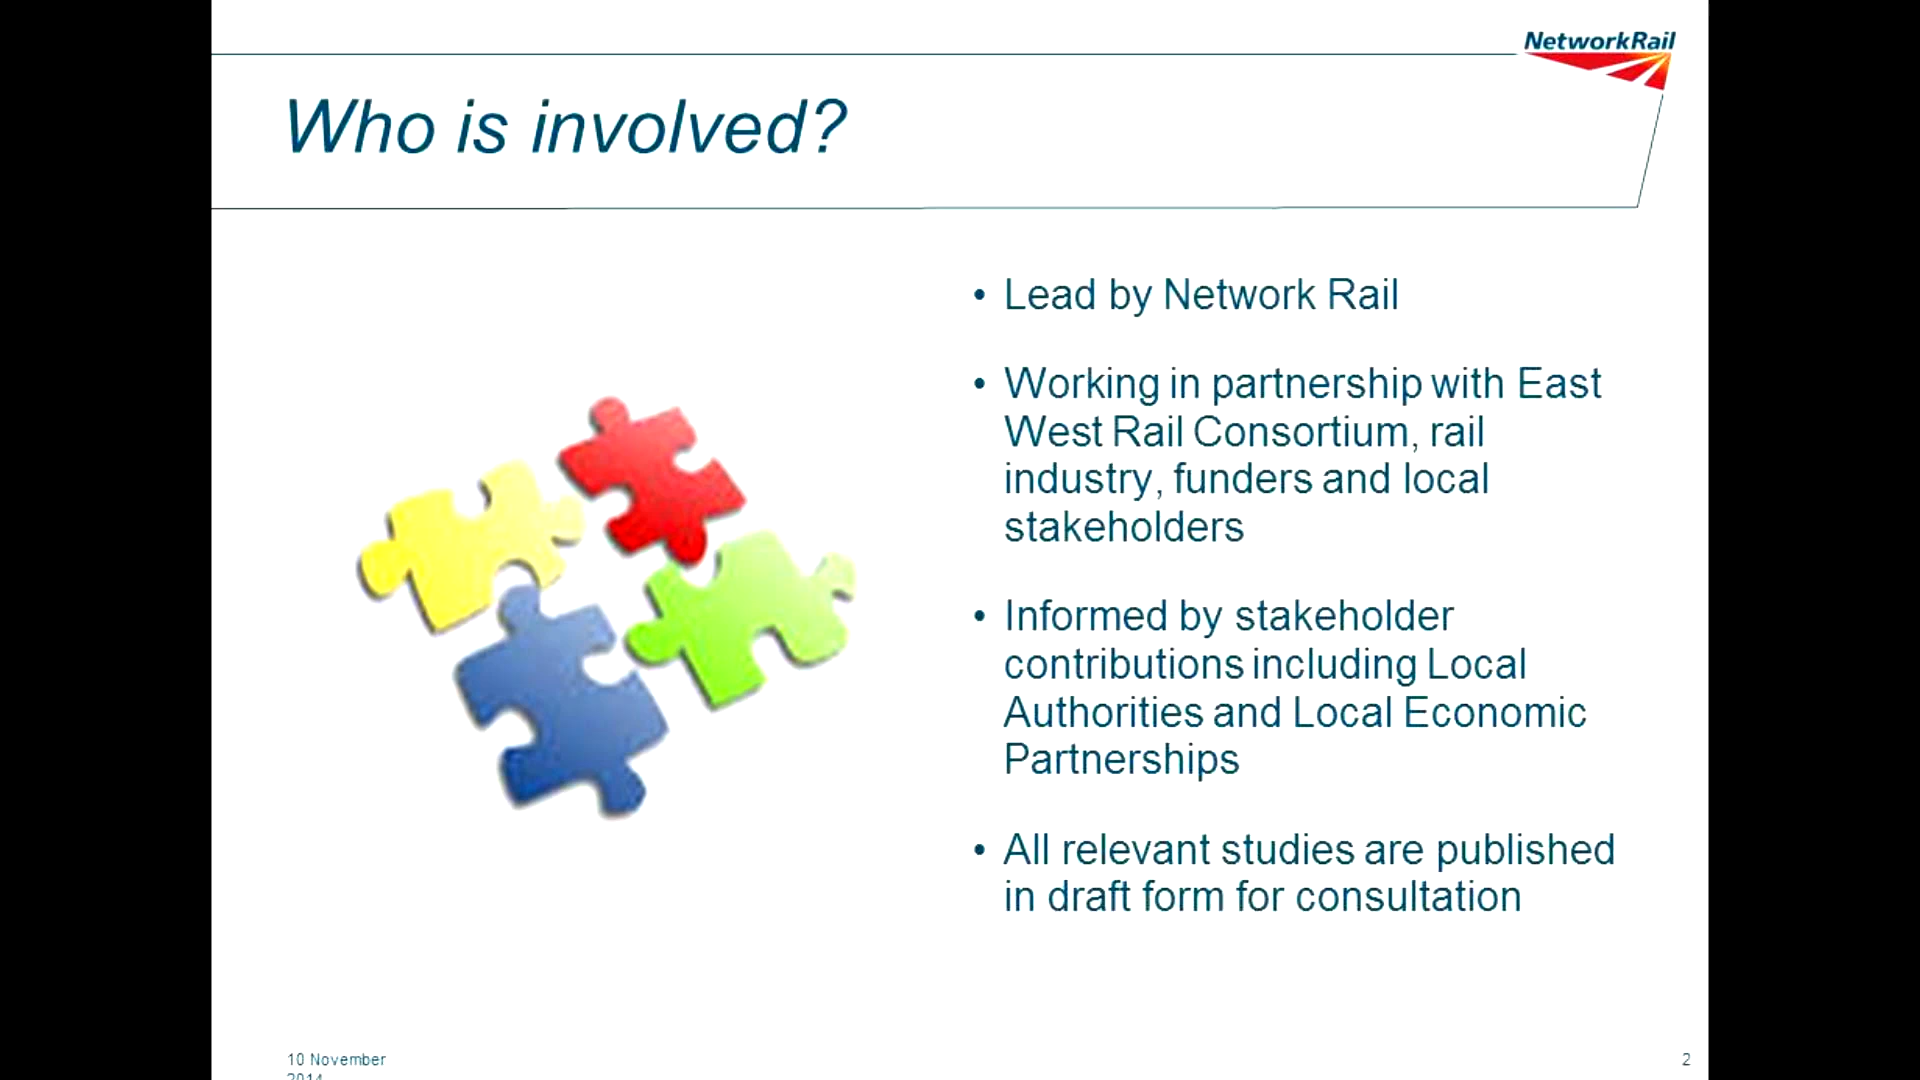 NetworkRail
Who is involved?
• Lead by Network Rail
• Working in partnership with East
West Rail Consortium, rail
industry, funders and local
stakeholders
• Informed by stakeholder
contributions including Local
Authorities and Local Economic
Partnerships
• All relevant studies are published
in draft form for consultation
10 November
2014
2